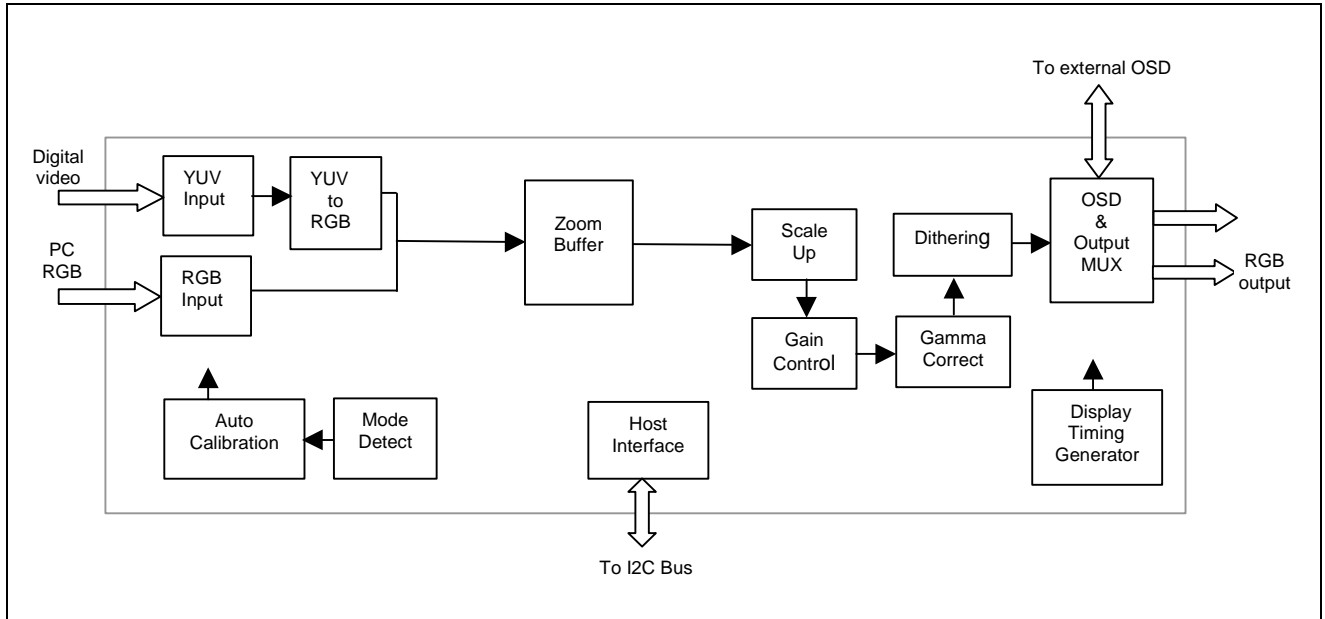 To external OSD
Digital
video
YUV
Input
YUV
to
RGB
PC
RGB
RGB
Input
Zoom
Buffer
Scale
Up
Dithering
OSD
&
Output
MUX
RGB
output
Gain
Control
Gamma
Correct
Auto
Calibration
Mode
Detect
Host
Interface
Display
Timing
Generator
To I2C Bus